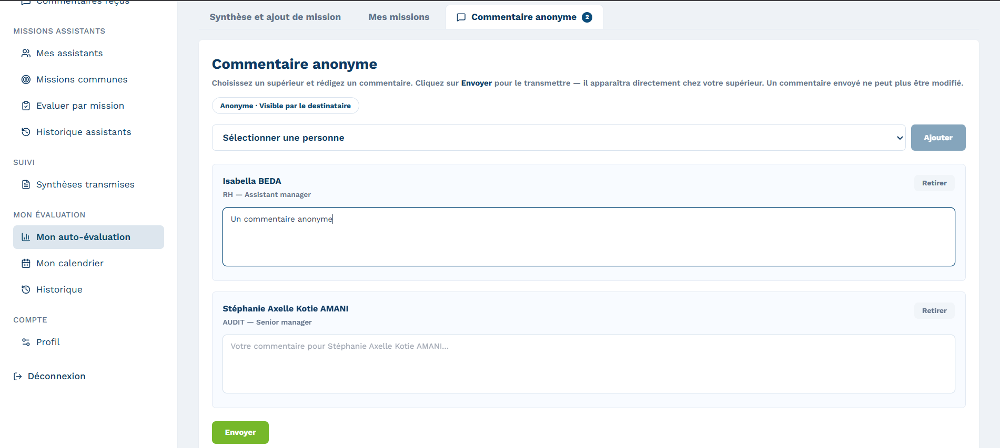 Commentaires reçus
MISSIONS ASSISTANTS
Mes assistants
Missions communes
Evaluer par mission
Historique assistants
SUIVI
Synthèses transmises
MON ÉVALUATION
Mon auto-évaluation
Mon calendrier
Historique
COMPTE
Profil
Déconnexion
Synthèse et ajout de mission
Mes missions
Commentaire anonyme 2
Commentaire anonyme
Choisissez un supérieur et rédigez un commentaire. Cliquez sur Envoyer pour le transmettre — il apparaîtra directement chez votre supérieur. Un commentaire envoyé ne peut plus être modifié.
Anonyme · Visible par le destinataire
Sélectionner une personne
Ajouter
Isabella BEDA
Retirer
RH — Assistant manager
Un commentaire anonyme
Stéphanie Axelle Kotie AMANI
Retirer
AUDIT — Senior manager
Votre commentaire pour Stéphanie Axelle Kotie AMANI...
Envoyer